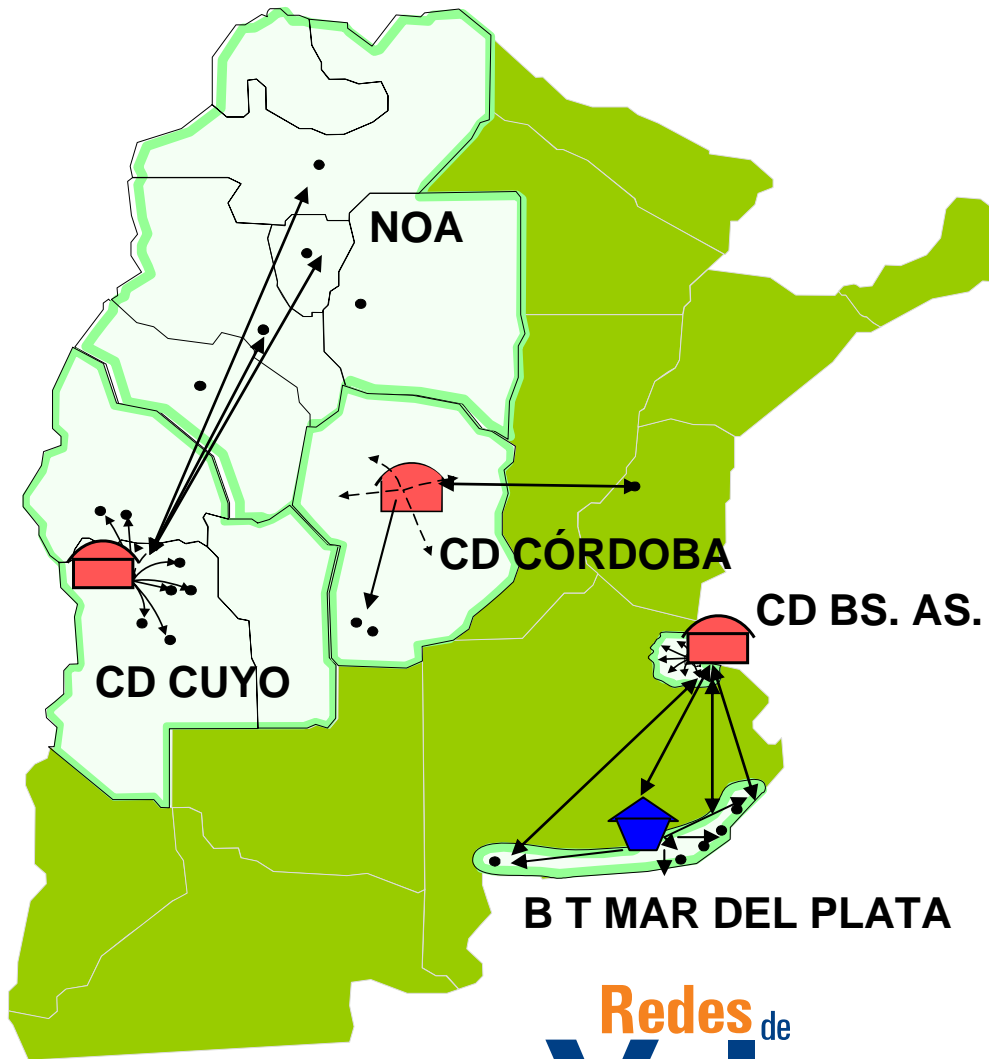 NOA
CD CÓRDOBA
CD BS. AS.
CD CUYO
B T MAR DEL PLATA
Redes de